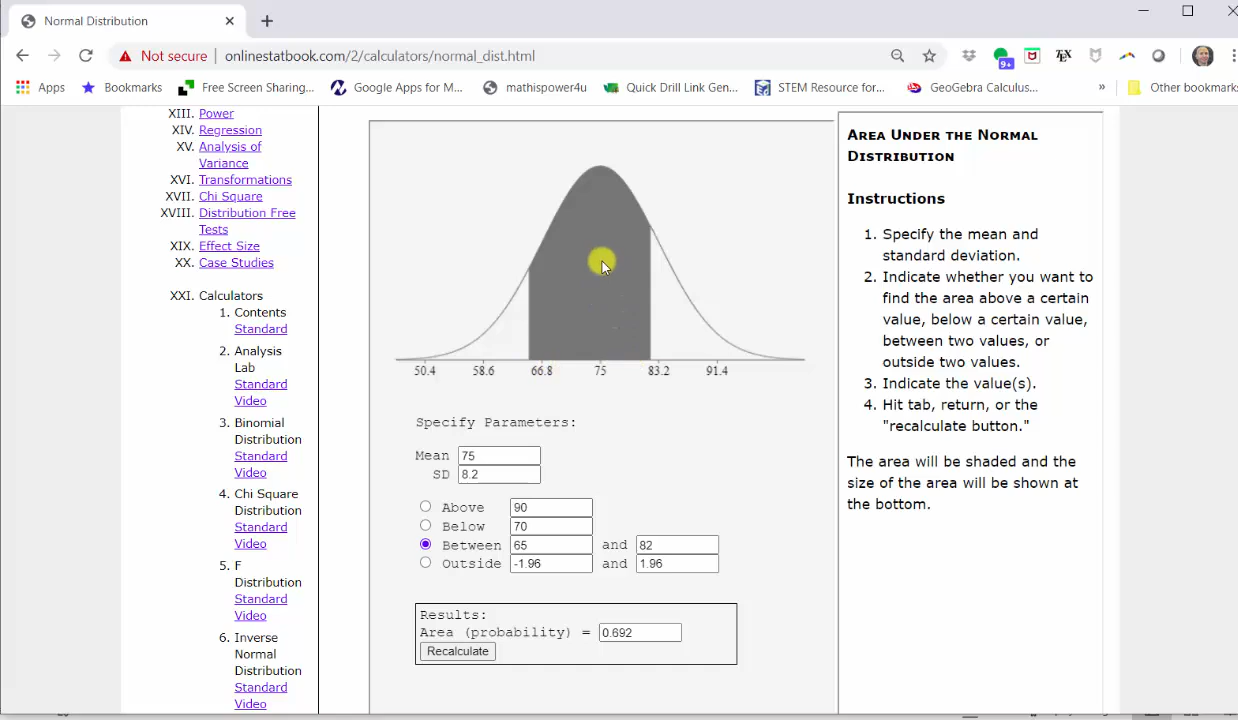 Normal Distribution
Not secure | onlinestatbook.com/2/calculators/normal_dist.html
9+
TEX
Apps
Bookmarks
Free Screen Sharing...
Google Apps for M...
mathispower4u
Quick Drill Link Gen...
STEM Resource for...
GeoGebra Calculus...
»
Other bookmarks
XIII. Power
XIV. Regression
XV. Analysis of
Variance
XVI. Transformations
XVII. Chi Square
XVIII. Distribution Free
Tests
XIX. Effect Size
XX. Case Studies
XXI. Calculators
1. Contents
Standard
2. Analysis
Lab
Standard
Video
3. Binomial
Distribution
Standard
Video
4. Chi Square
Distribution
Standard
Video
5. F
Distribution
Standard
Video
6. Inverse
Normal
Distribution
Standard
Video
50.4 58.6 66.8 75 83.2 91.4
Specify Parameters:
Mean 75
SD 8.2
Above 90
Below 70
Between 65 and 82
Outside -1.96 and 1.96
Results:
Area (probability) = 0.692
Recalculate
Area Under the Normal
Distribution
Instructions
1. Specify the mean and
standard deviation.
2. Indicate whether you want to
find the area above a certain
value, below a certain value,
between two values, or
outside two values.
3. Indicate the value(s).
4. Hit tab, return, or the
"recalculate button."
The area will be shaded and the
size of the area will be shown at
the bottom.